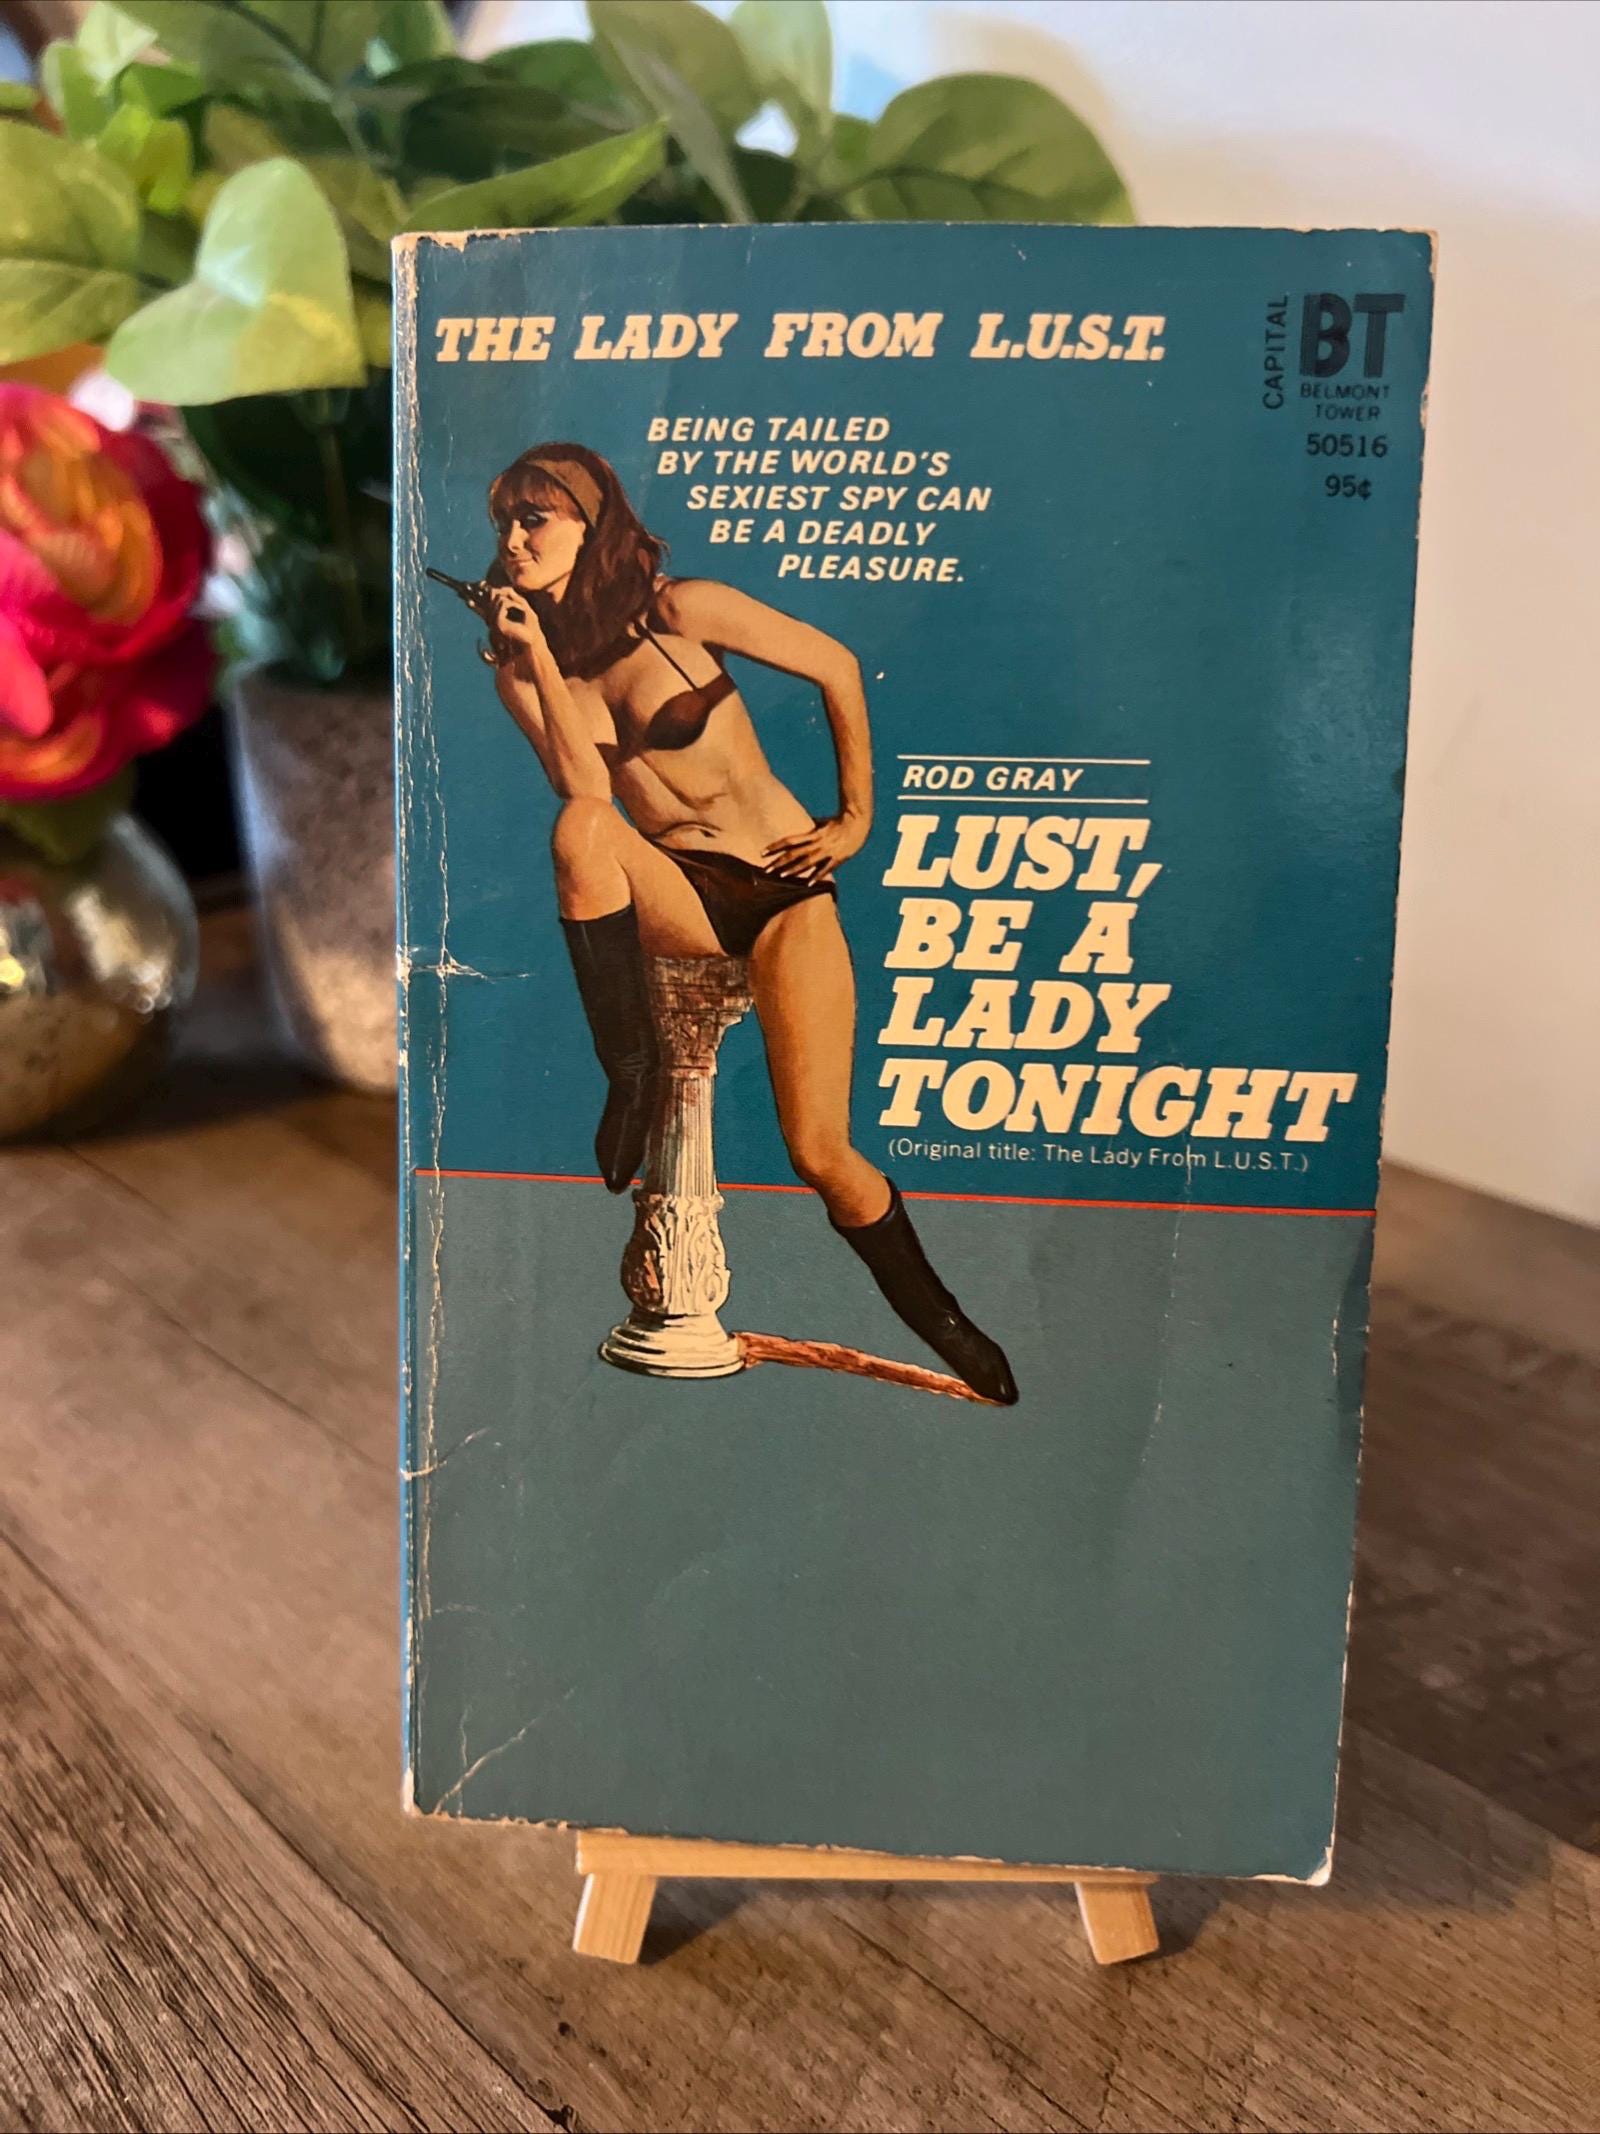 THE LADY FROM L.U.S.T.
CAPITAL
BT
BELMONT
TOWER
50516
95¢
BEING TAILED
BY THE WORLD'S
SEXIEST SPY CAN
BE A DEADLY
PLEASURE.
ROD GRAY
LUST,
BE A
LADY
TONIGHT
(Original title: The Lady From L.U.S.T.)